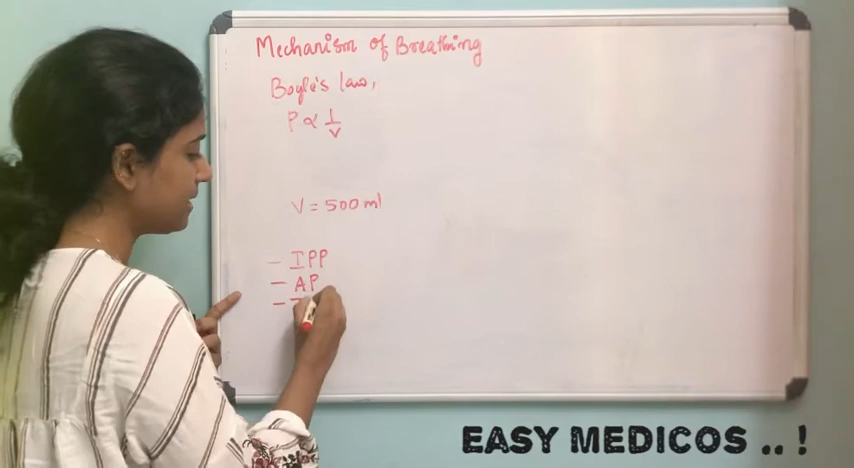 Mechanism of Breathing
Boyle's law,
P ∝ 1/V
V = 500 ml
- IPP
- AP
- T
EASY MEDICOS .. !